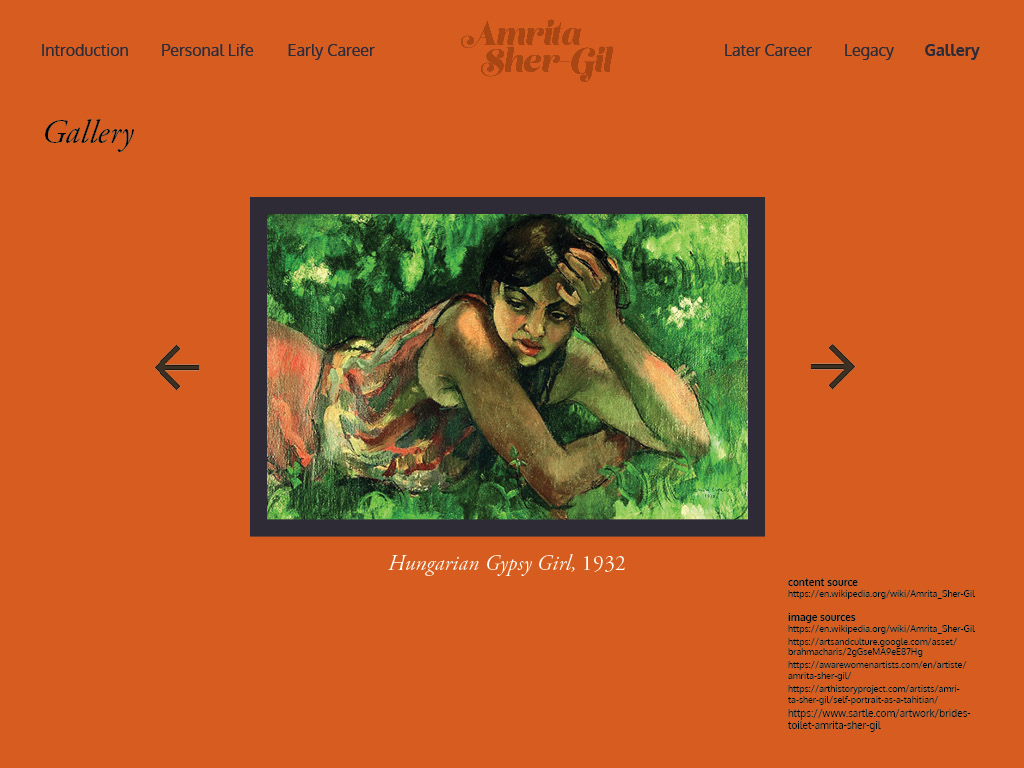 Introduction Personal Life Early Career
Amrita
Sher-Gil
Later Career Legacy Gallery
Gallery
Hungarian Gypsy Girl, 1932
content source
https://en.wikipedia.org/wiki/Amrita_Sher-Gil
image sources
https://en.wikipedia.org/wiki/Amrita_Sher-Gil
https://artsandculture.google.com/asset/
brahmacharis/2gGseMA9eE87Hg
https://awarewomenartists.com/en/artiste/
amrita-sher-gil/
https://arthistoryproject.com/artists/amri-
ta-sher-gil/self-portrait-as-a-tahitian/
https://www.sartle.com/artwork/brides-
toilet-amrita-sher-gil